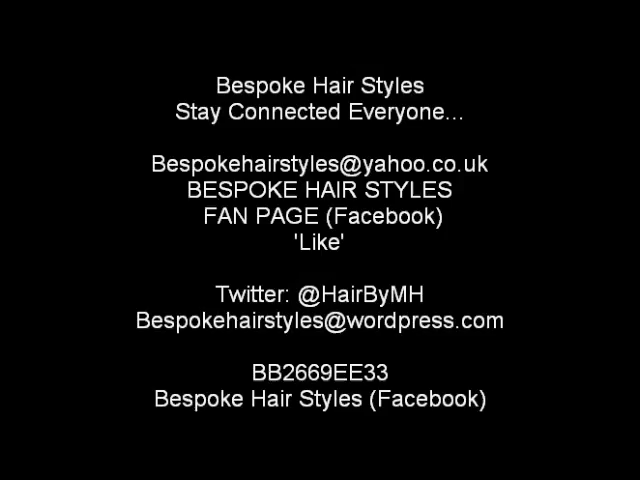 Bespoke Hair Styles
Stay Connected Everyone...
Bespokehairstyles@yahoo.co.uk
BESPOKE HAIR STYLES
FAN PAGE (Facebook)
'Like'
Twitter: @HairByMH
Bespokehairstyles@wordpress.com
BB2669EE33
Bespoke Hair Styles (Facebook)